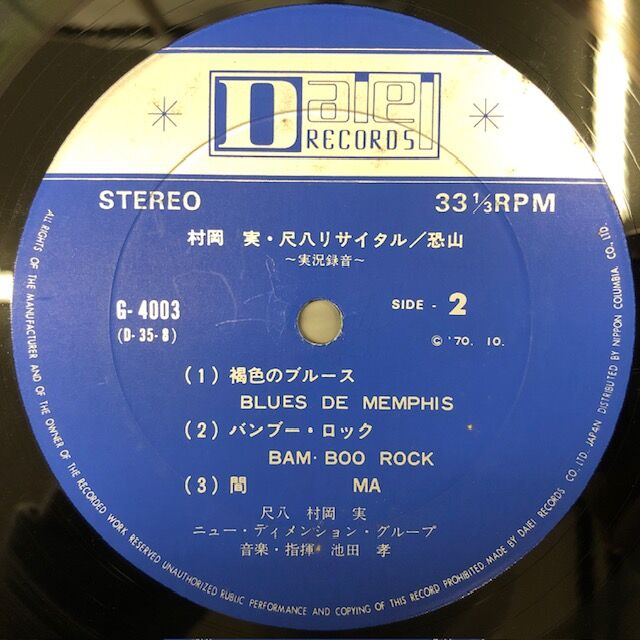 Daiei
RECORDS
STEREO
33 1/3 RPM
村岡 実・尺八リサイタル／恐山
～実況録音～
G-4003
(D-35-8)
SIDE - 2
© '70. 10.
(1) 褐色のブルース
BLUES DE MEMPHIS
(2) バンブー・ロック
BAM·BOO ROCK
(3) 間 MA
尺八 村岡 実
ニュー・ディメンション・グループ
音楽・指揮 池田 孝
ALL RIGHTS OF THE MANUFACTURER AND OF THE OWNER OF THE RECORDED WORK RESERVED UNAUTHORIZED PUBLIC PERFORMANCE AND COPYING OF THIS RECORD PROHIBITED. MADE BY DAIEI RECORDS CO., LTD. JAPAN DISTRIBUTED BY NIPPON COLUMBIA CO., LTD.